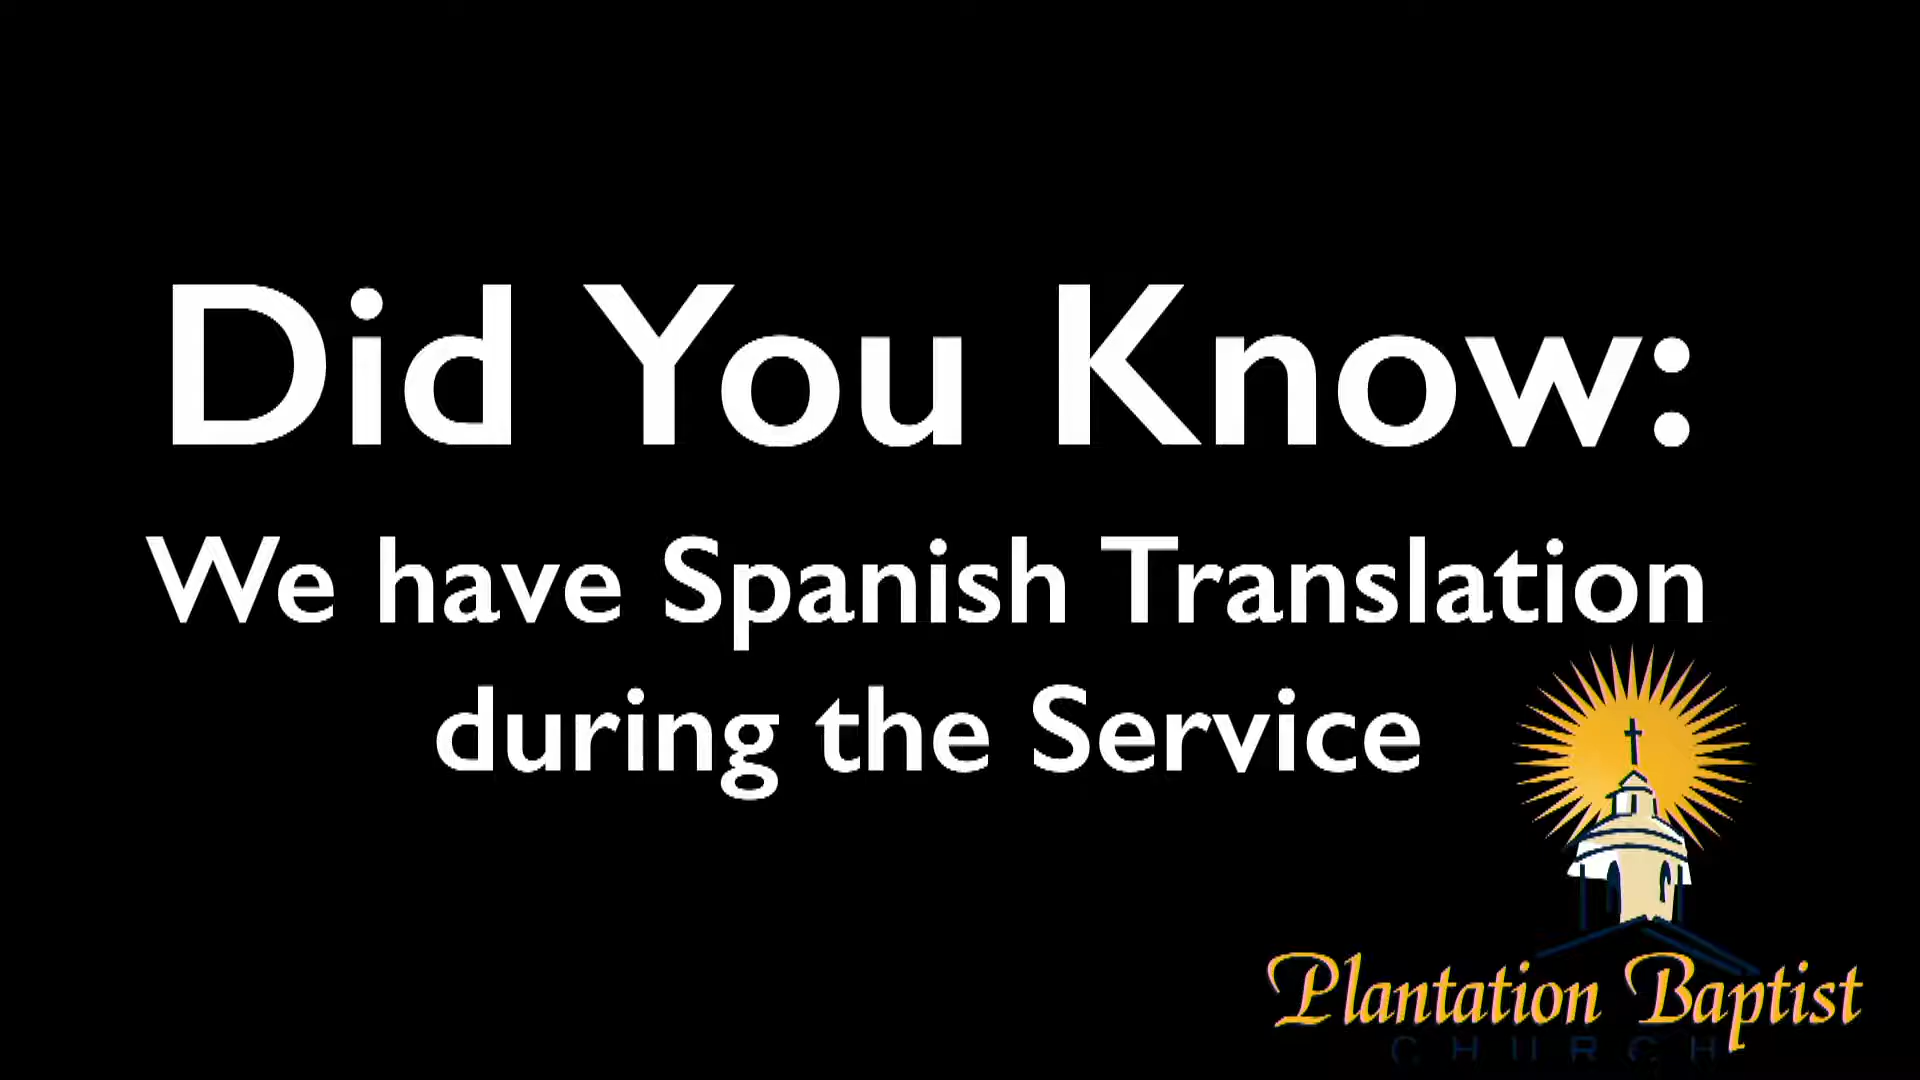 Did You Know:
We have Spanish Translation
during the Service
Plantation Baptist
CHURCH